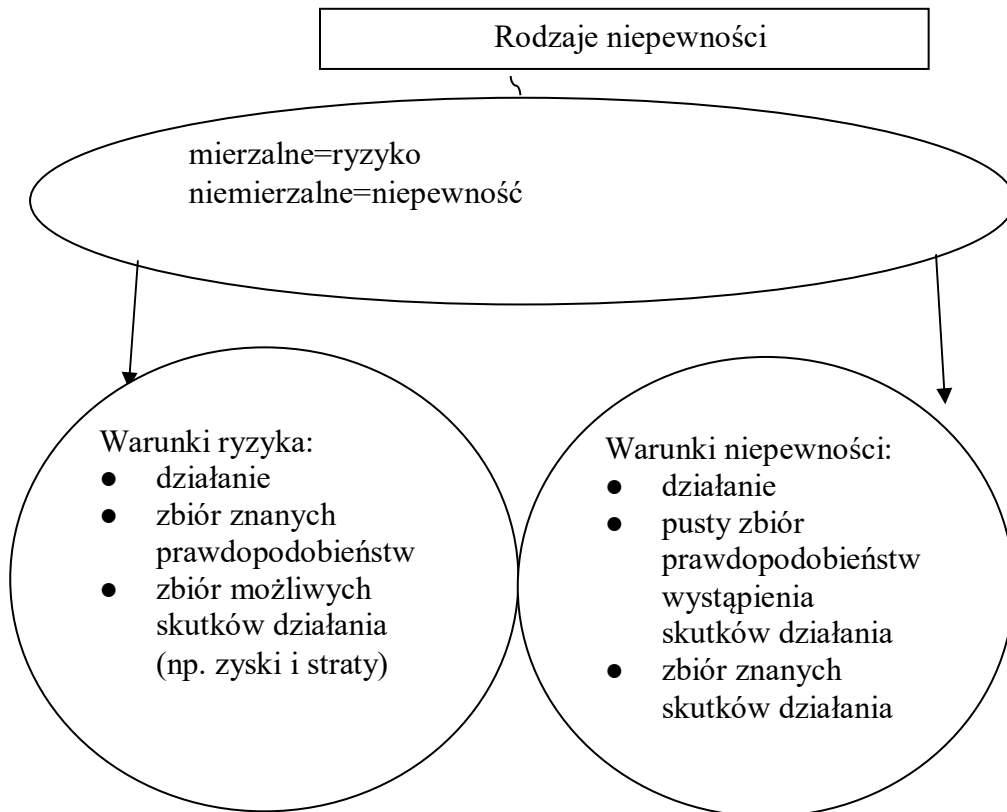 Rodzaje niepewności
mierzalne=ryzyko
niemierzalne=niepewność
Warunki ryzyka:
● działanie
● zbiór znanych
prawdopodobieństw
● zbiór możliwych
skutków działania
(np. zyski i straty)
Warunki niepewności:
● działanie
● pusty zbiór
prawdopodobieństw
wystąpienia
skutków działania
● zbiór znanych
skutków działania